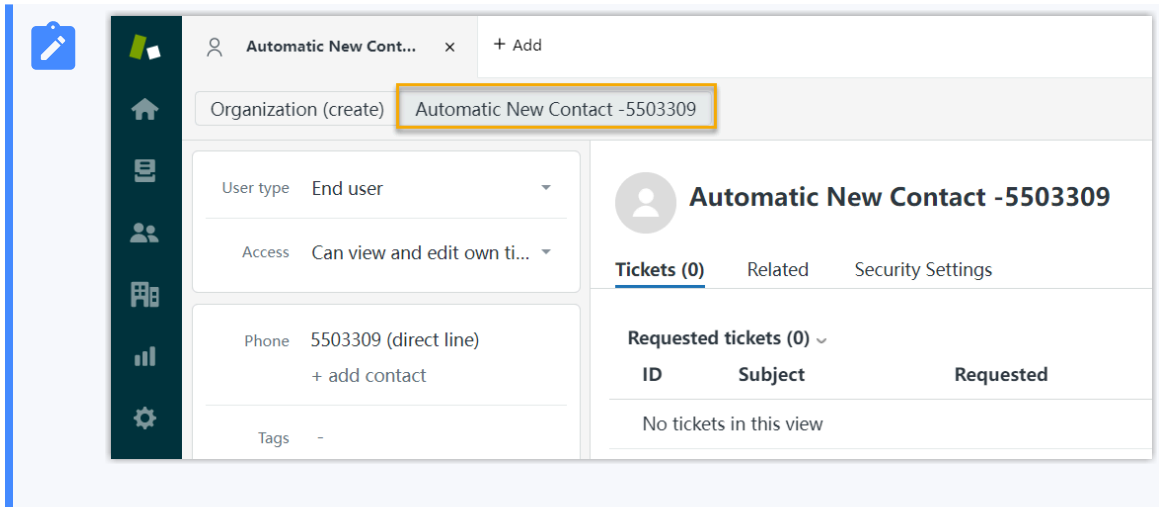 Automatic New Cont... × + Add
Organization (create) Automatic New Contact -5503309
User type End user
Access Can view and edit own ti...
Phone 5503309 (direct line)
+ add contact
Tags -
Automatic New Contact -5503309
Tickets (0) Related Security Settings
Requested tickets (0)
ID Subject Requested
No tickets in this view